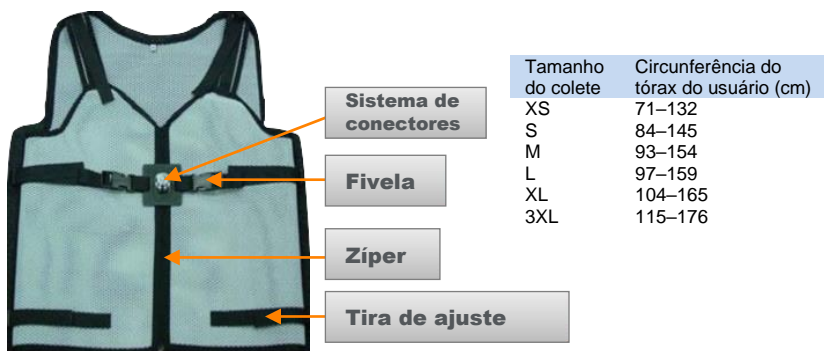 Sistema de
conectores
Fivela
Zíper
Tira de ajuste
Tamanho do colete Circunferência do tórax do usuário (cm)
XS 71–132
S 84–145
M 93–154
L 97–159
XL 104–165
3XL 115–176